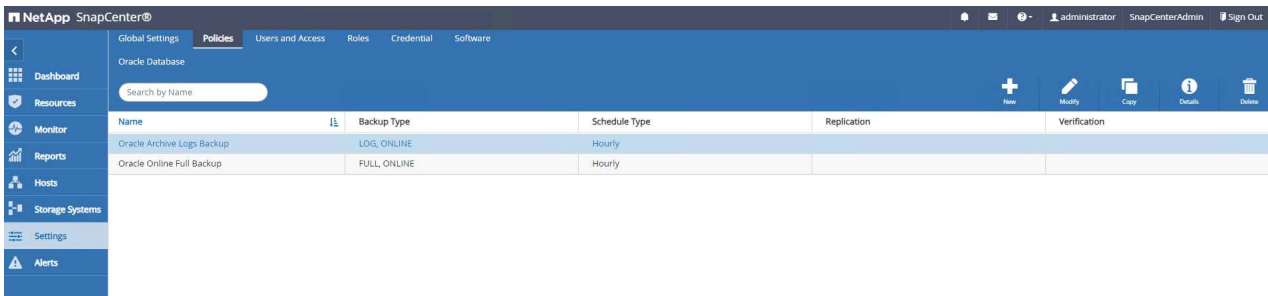 NetApp SnapCenter® administrator SnapCenterAdmin Sign Out
Global Settings Policies Users and Access Roles Credential Software
Oracle Database
Search by Name
New Modify Copy Details Delete
Dashboard
Resources
Monitor
Reports
Hosts
Storage Systems
Settings
Alerts
Name Backup Type Schedule Type Replication Verification
Oracle Archive Logs Backup LOG, ONLINE Hourly
Oracle Online Full Backup FULL, ONLINE Hourly